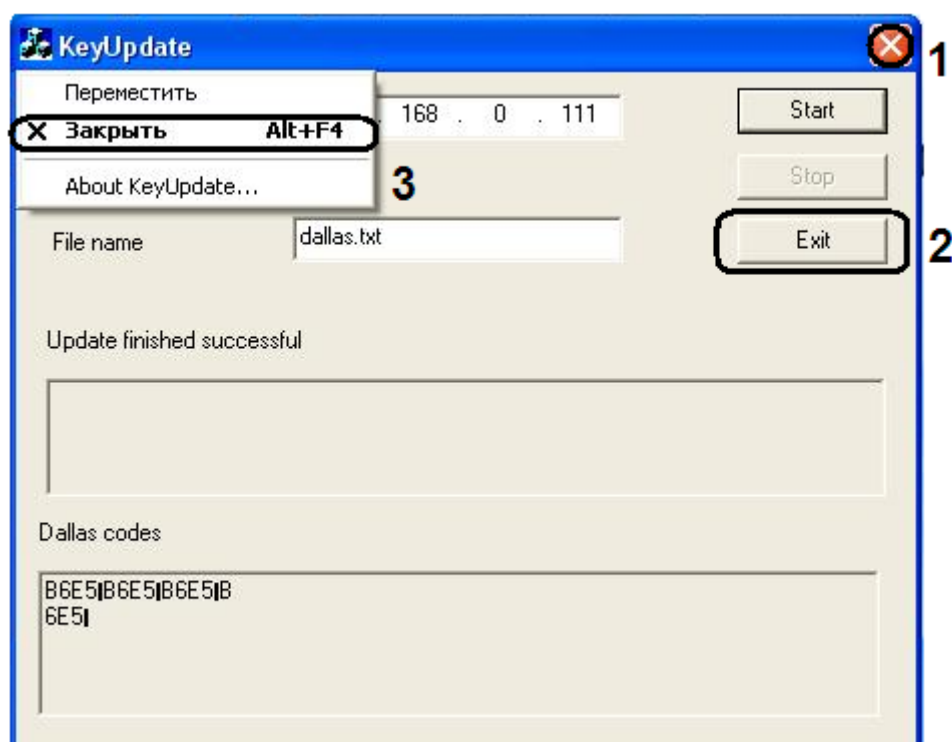 KeyUpdate
1
Переместить
. 168 . 0 . 111
Start
Закрыть Alt+F4
About KeyUpdate...
3
Stop
File name
dallas.txt
Exit
2
Update finished successful
Dallas codes
B6E5|B6E5|B6E5|B
6E5|